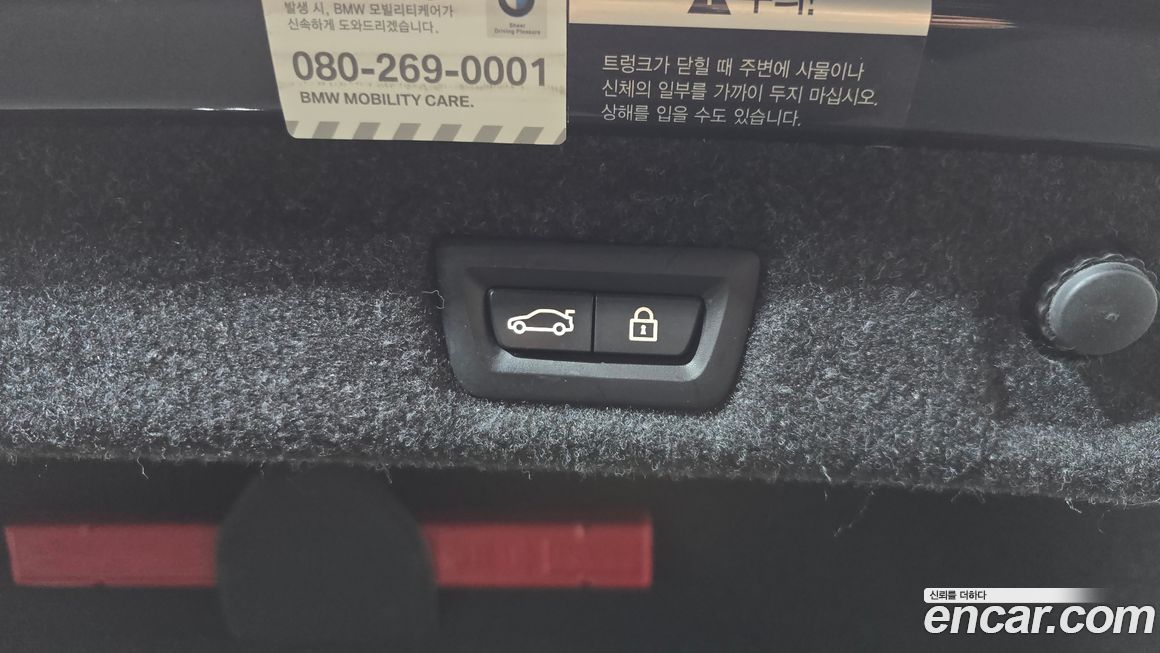 발생 시, BMW 모빌리티케어가
신속하게 도와드리겠습니다.
Sheer
Driving Pleasure
080-269-0001
BMW MOBILITY CARE.
트렁크가 닫힐 때 주변에 사물이나
신체의 일부를 가까이 두지 마십시오.
상해를 입을 수도 있습니다.
신뢰를 더하다
encar.com